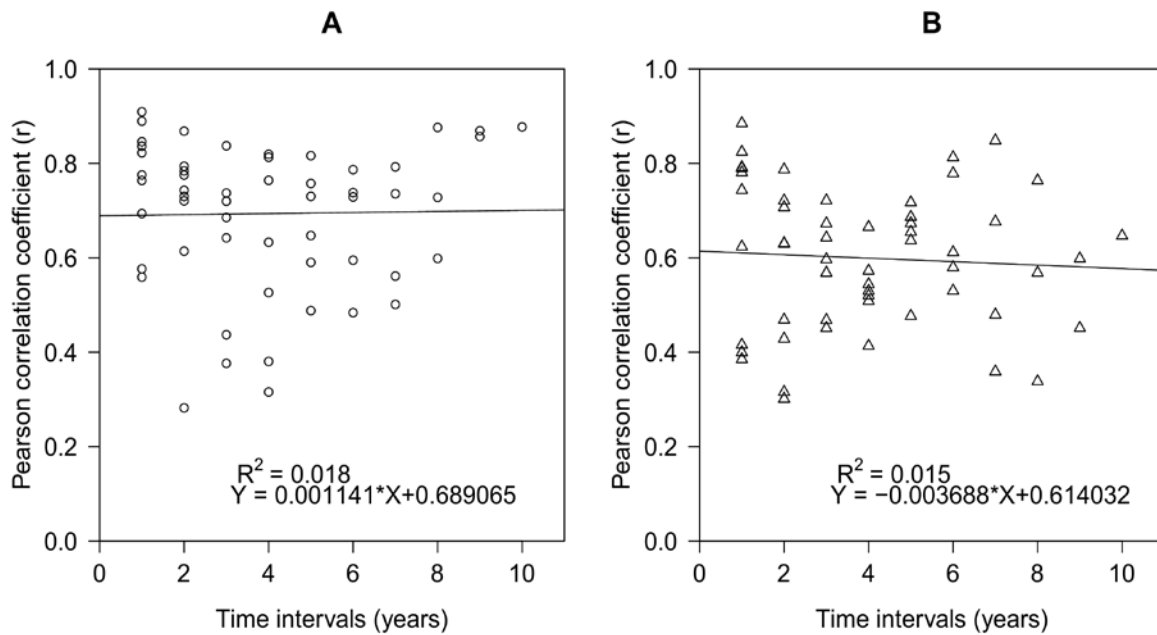 A
Pearson correlation coefficient (r)
1.0
0.8
0.6
0.4
0.2
0.0
R² = 0.018
Y = 0.001141*X+0.689065
0 2 4 6 8 10
Time intervals (years)
B
Pearson correlation coefficient (r)
1.0
0.8
0.6
0.4
0.2
0.0
R² = 0.015
Y = −0.003688*X+0.614032
0 2 4 6 8 10
Time intervals (years)